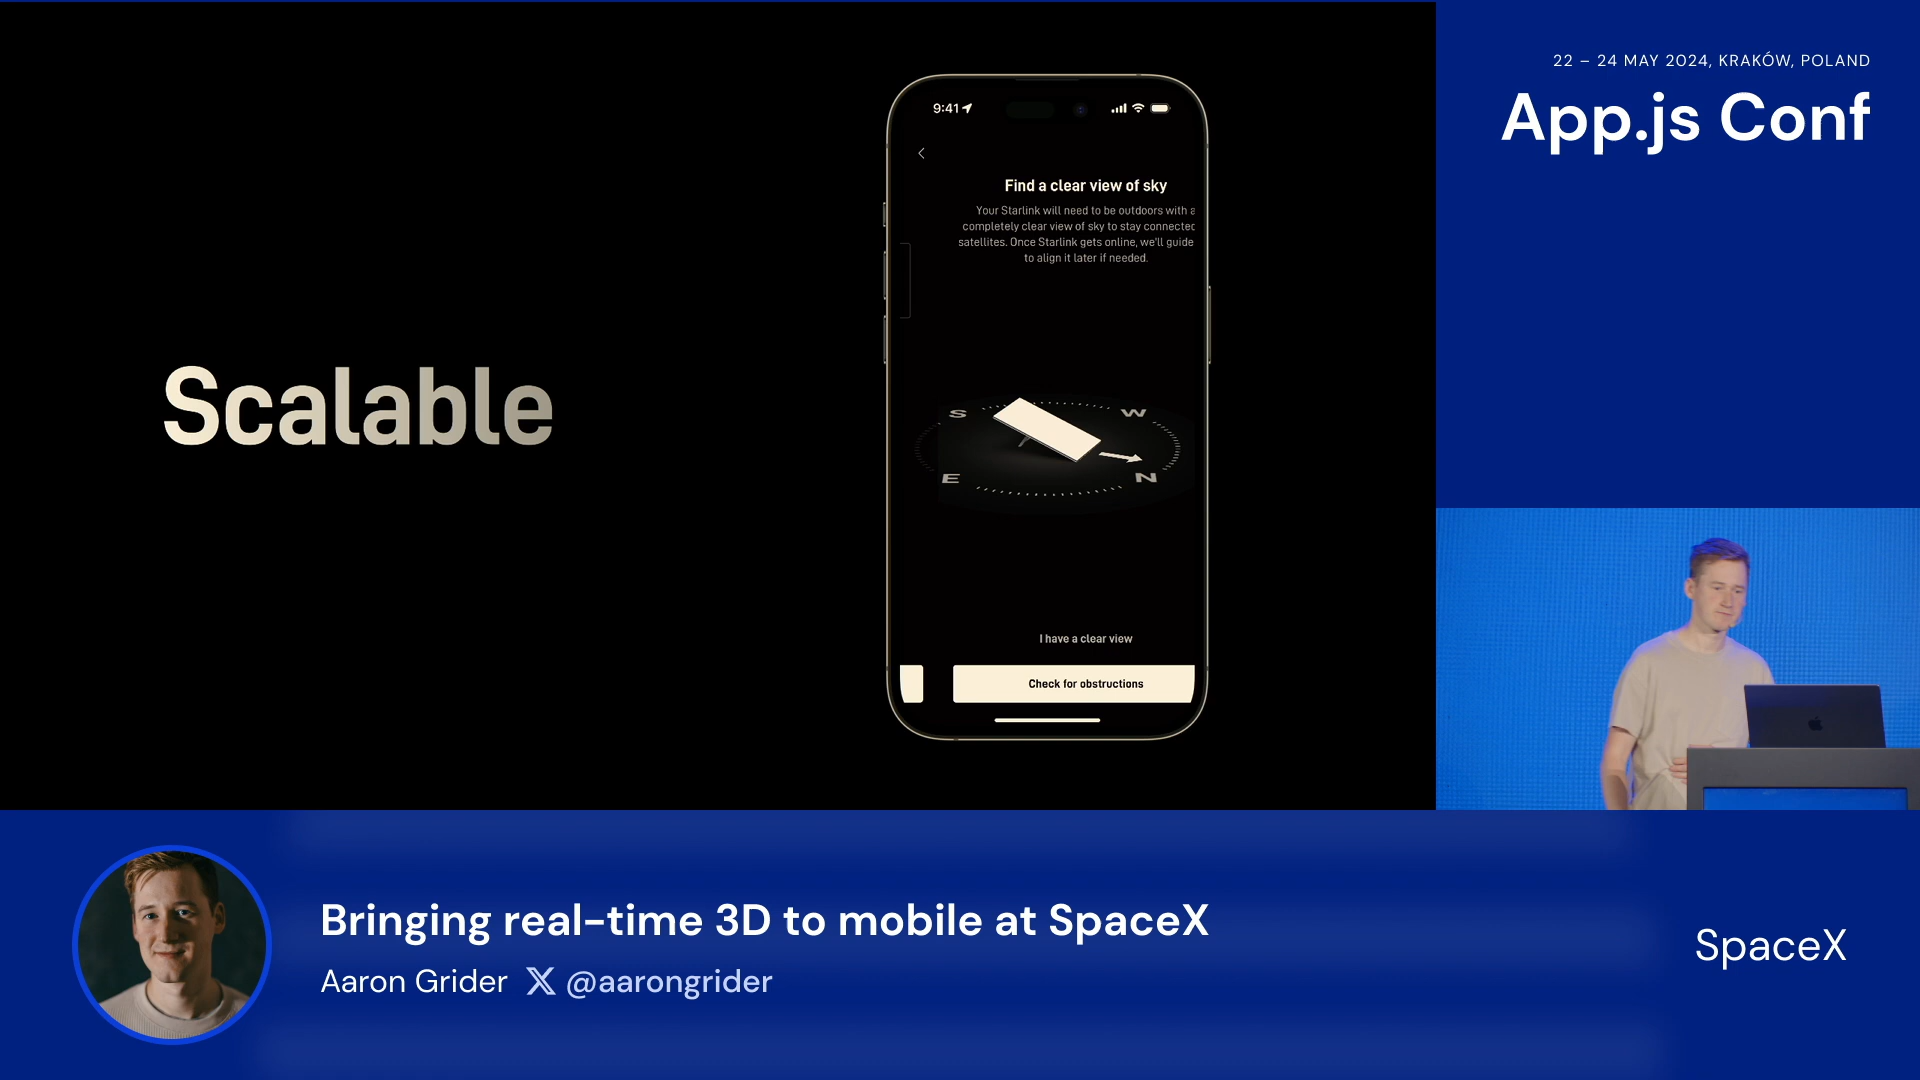 22 – 24 MAY 2024, KRAKÓW, POLAND
App.js Conf
Scalable
9:41
Find a clear view of sky
Your Starlink will need to be outdoors with a
completely clear view of sky to stay connected
satellites. Once Starlink gets online, we'll guide
to align it later if needed.
S W
E N
I have a clear view
Check for obstructions
Bringing real-time 3D to mobile at SpaceX
Aaron Grider X @aarongrider
SpaceX